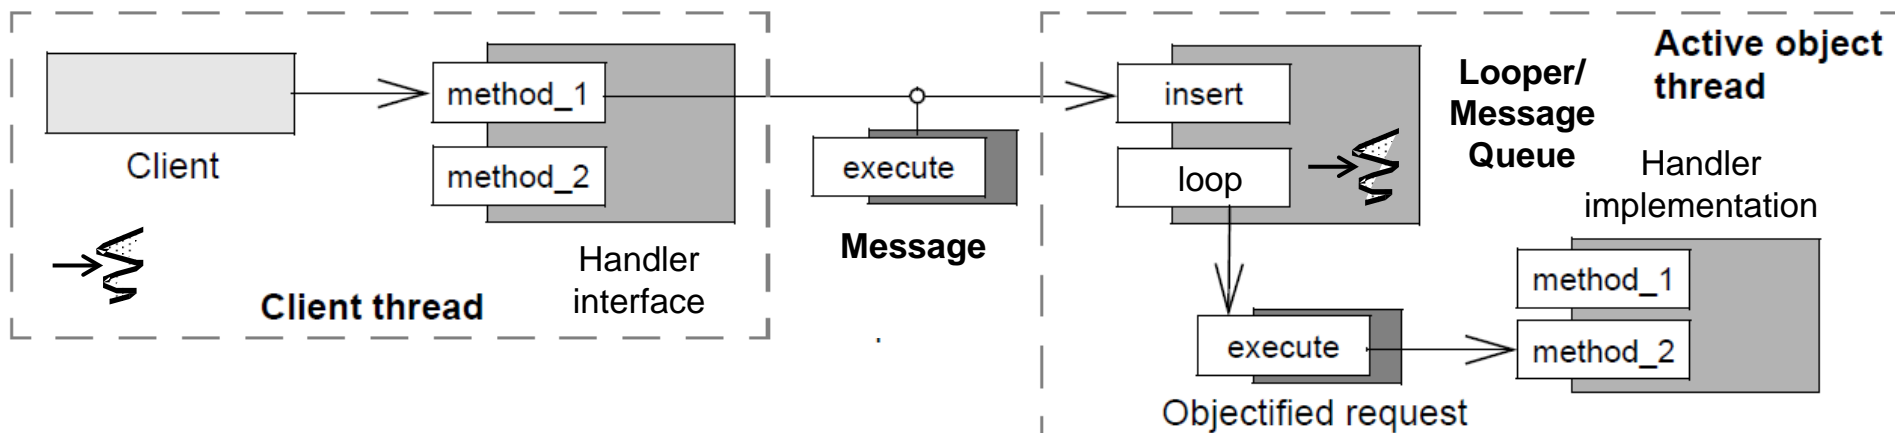 method_1
method_2
Client
Handler
interface
Client thread
execute
Message
insert
loop
Looper/
Message
Queue
Active object
thread
Handler
implementation
method_1
method_2
execute
Objectified request